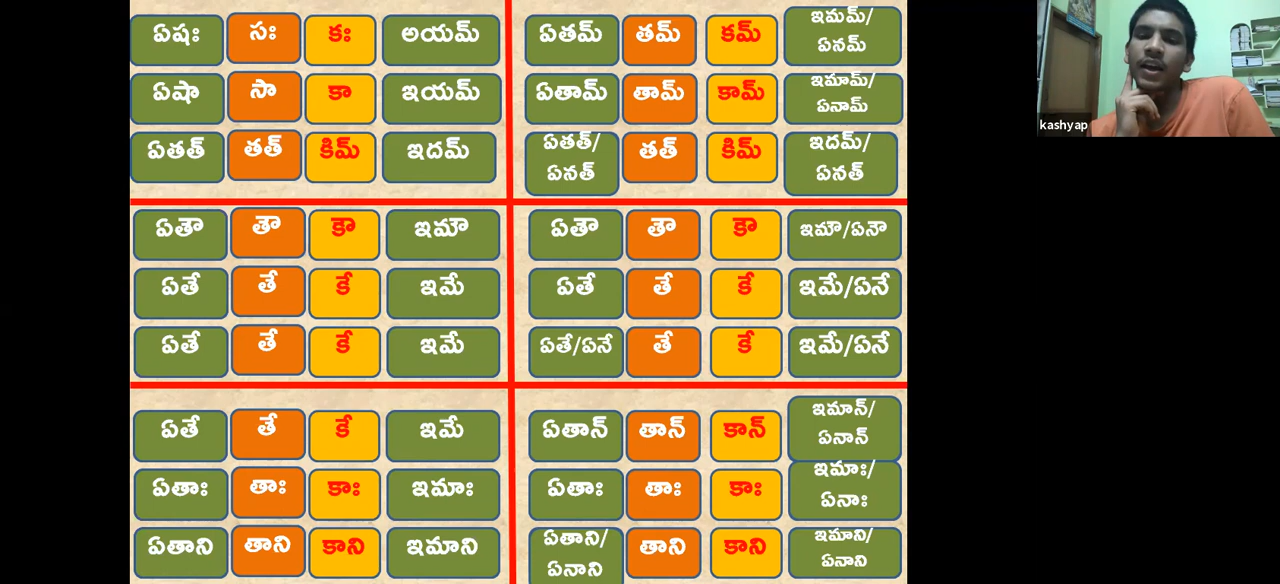 ఏషః సః కః అయమ్
ఏషా సా కా ఇయమ్
ఏతత్ తత్ కిమ్ ఇదమ్
ఏతమ్ తమ్ కమ్ ఇమమ్/
ఏనమ్
ఏతామ్ తామ్ కామ్ ఇమామ్/
ఏనామ్
ఏతత్/ తత్ కిమ్ ఇదమ్/
ఏనత్ ఏనత్
ఏతౌ తౌ కౌ ఇమౌ
ఏతే తే కే ఇమే
ఏతే తే కే ఇమే
ఏతౌ తౌ కౌ ఇమౌ/ఏనౌ
ఏతే తే కే ఇమే/ఏనే
ఏతే/ఏనే తే కే ఇమే/ఏనే
ఏతే తే కే ఇమే
ఏతాః తాః కాః ఇమాః
ఏతాని తాని కాని ఇమాని
ఏతాన్ తాన్ కాన్ ఇమాన్/
ఏనాన్
ఏతాః తాః కాః ఇమాః/
ఏనాః
ఏతాని/ తాని కాని ఇమాని/
ఏనాని ఏనాని
kashyap